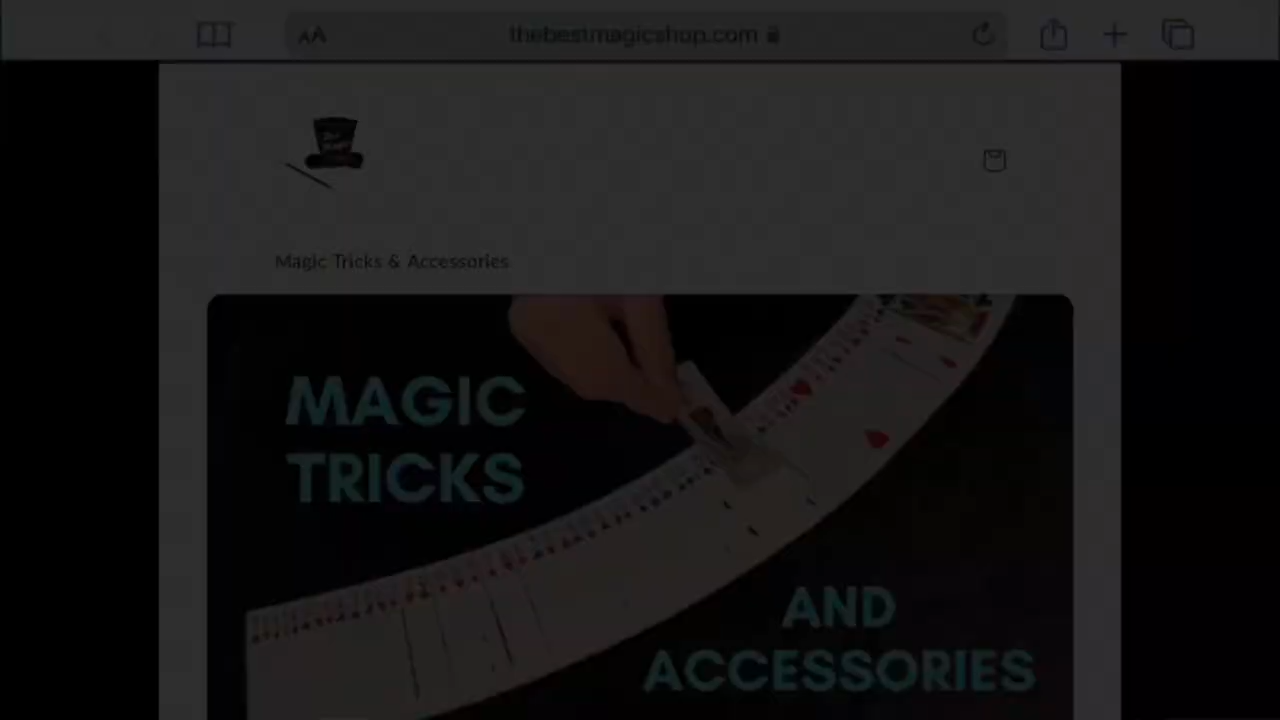 AA thebestmagicshop.com
Magic Tricks & Accessories
MAGIC
TRICKS
AND
ACCESSORIES